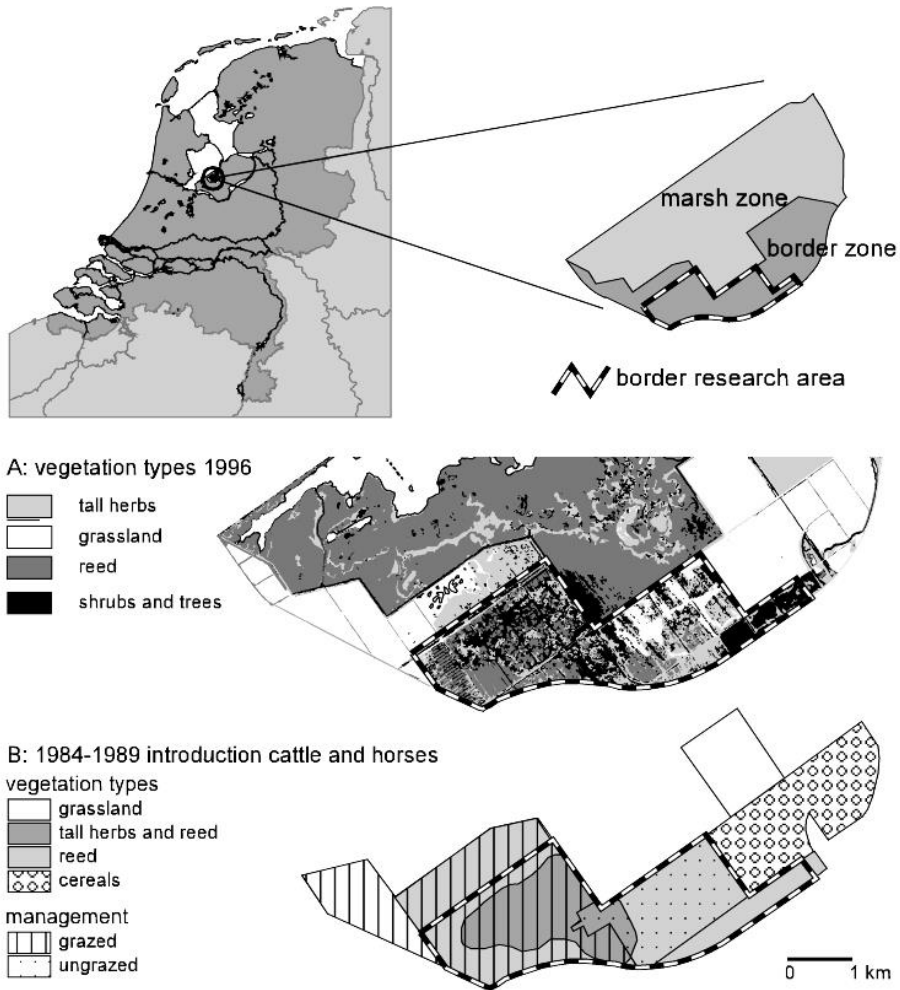 marsh zone
border zone
border research area
A: vegetation types 1996
tall herbs
grassland
reed
shrubs and trees
B: 1984-1989 introduction cattle and horses
vegetation types
grassland
tall herbs and reed
reed
cereals
management
grazed
ungrazed
0 1 km